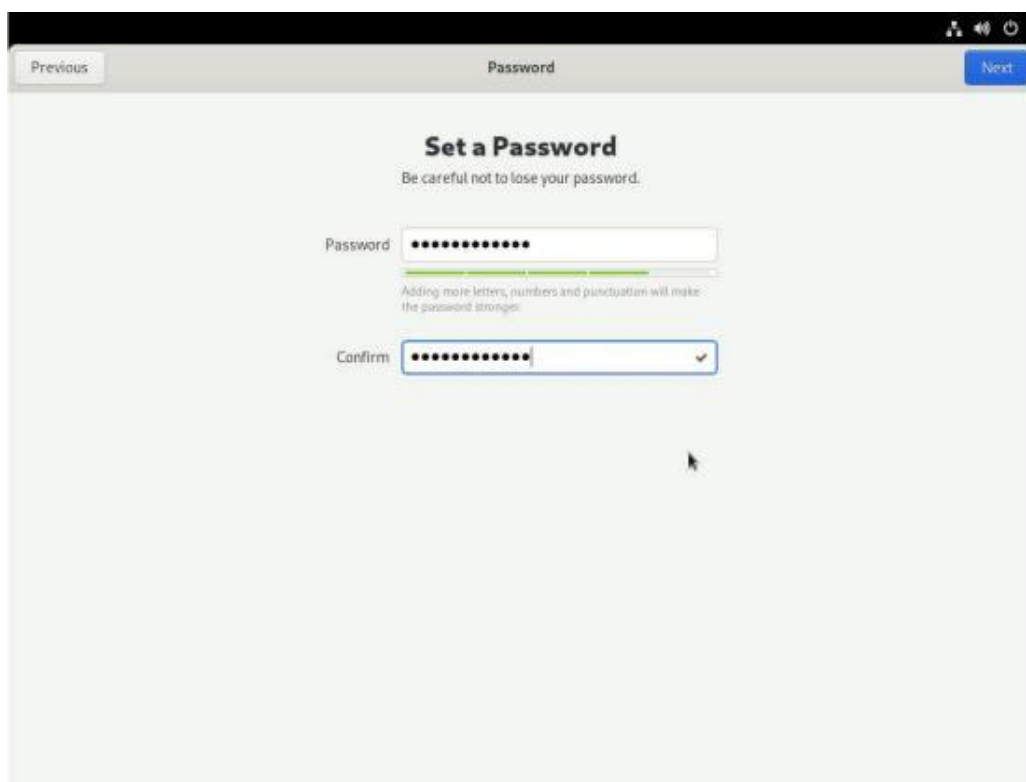 Previous
Password
Next
Set a Password
Be careful not to lose your password.
Password ●●●●●●●●●●●●
Adding more letters, numbers and punctuation will make
the password stronger.
Confirm ●●●●●●●●●●●●